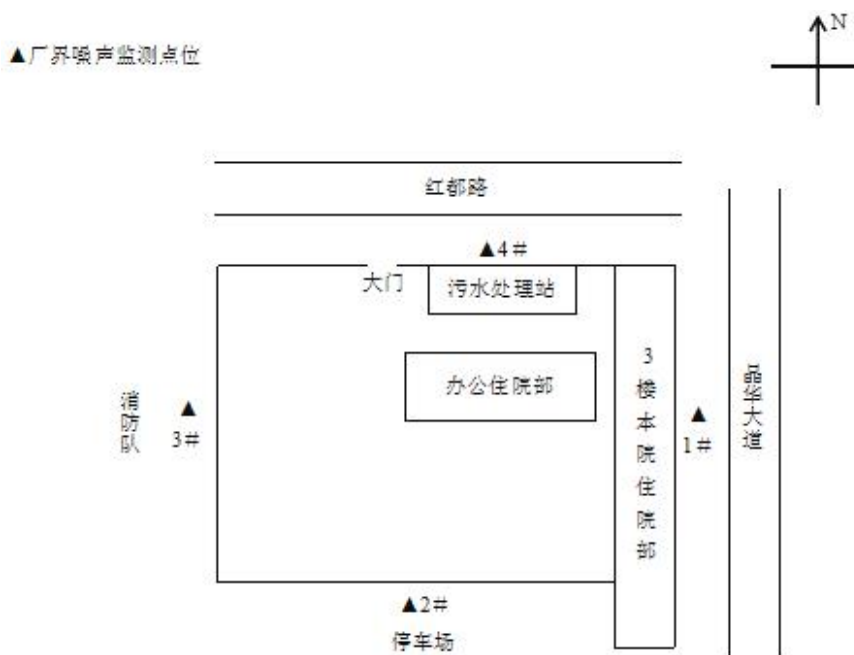 N
▲厂界噪声监测点位
红都路
▲4#
大门
污水处理站
办公住院部
3楼本院住院部
晶华大道
消防队
▲
3#
▲
1#
▲2#
停车场